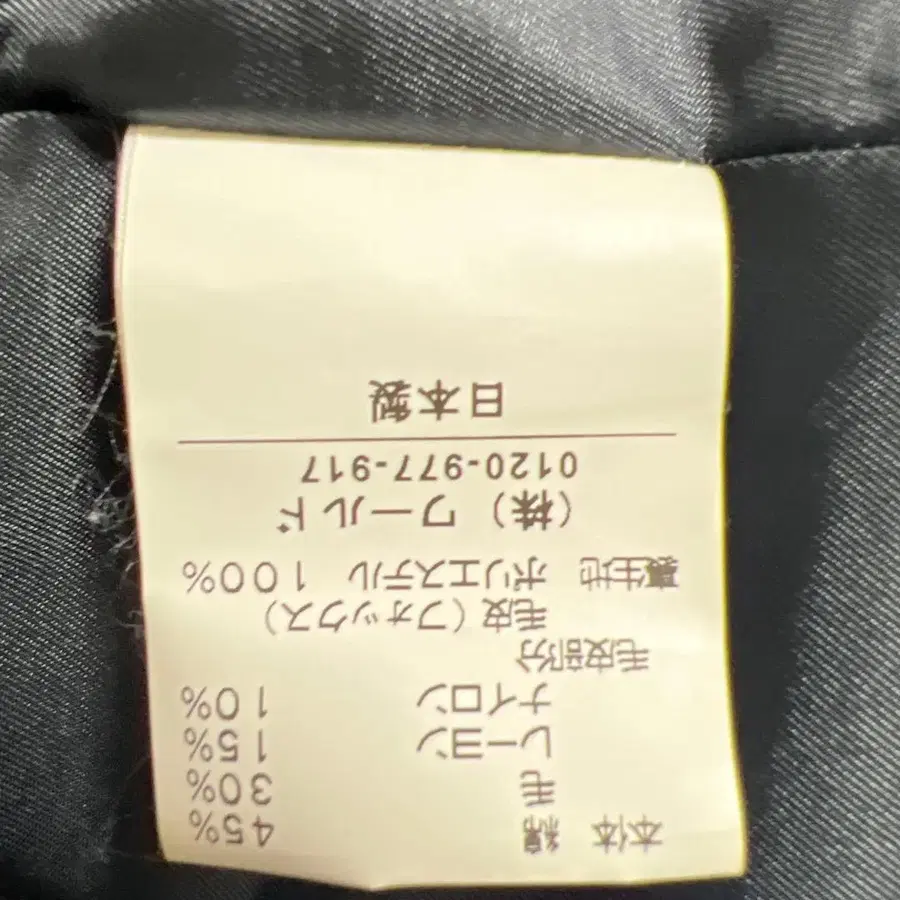 本体 綿 45%
毛 30%
レーヨン 15%
ナイロン 10%
毛皮部分
毛皮(フォックス)
裏生地 ポリエステル 100%
(株) ワールド
0120-977-917
日本製